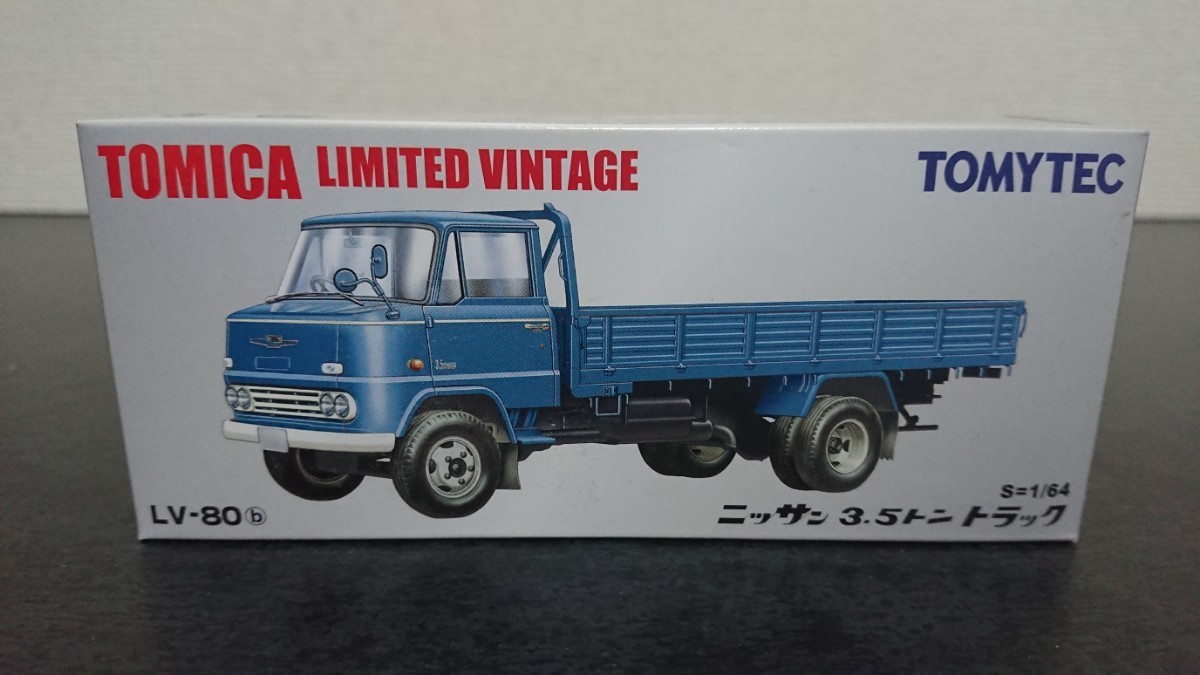 TOMICA LIMITED VINTAGE
TOMYTEC
LV-80ⓑ
S=1/64
ニッサン 3.5トン トラック